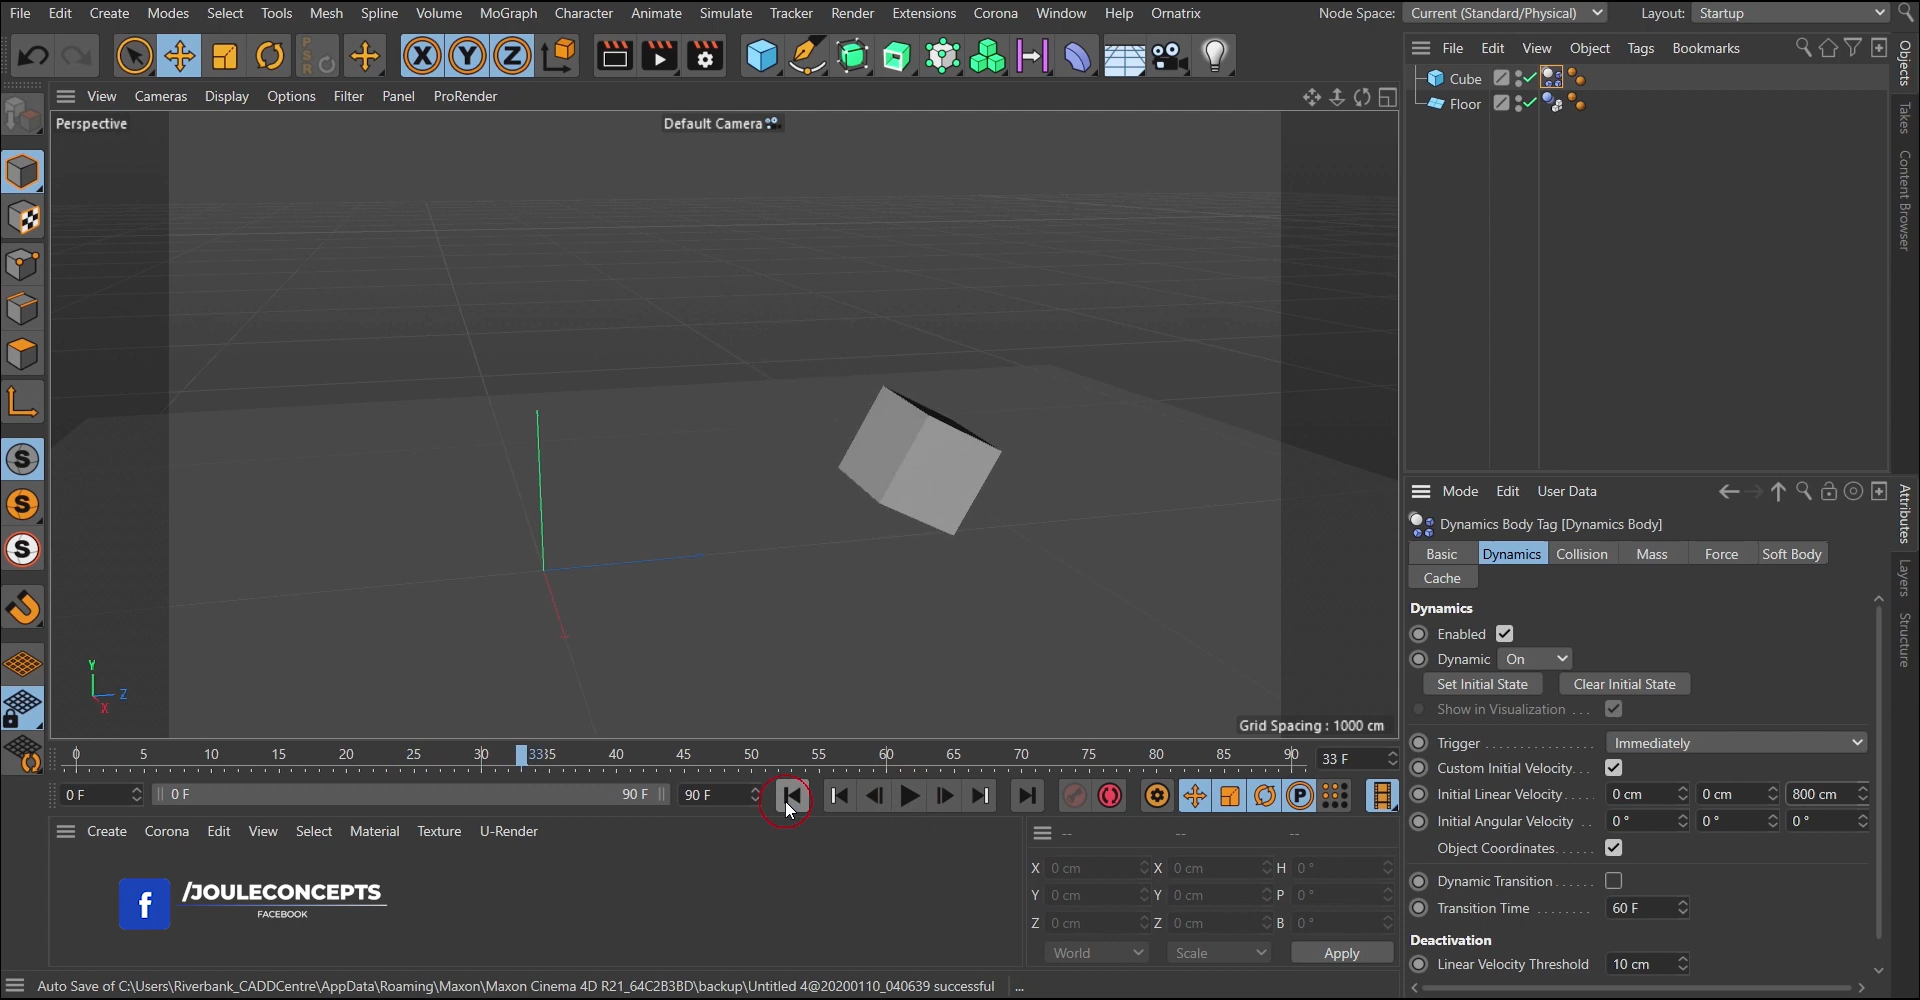 File Edit Create Modes Select Tools Mesh Spline Volume MoGraph Character Animate Simulate Tracker Render Extensions Corona Window Help Ornatrix Node Space: Current (Standard/Physical) Layout: Startup
PSR X Y Z
File Edit View Object Tags Bookmarks
Objects
Takes
Content Browser
Cube
Floor
View Cameras Display Options Filter Panel ProRender
Perspective Default Camera
S
S
S
Y
Z
X
Grid Spacing : 1000 cm
0 5 10 15 20 25 30 3335 40 45 50 55 60 65 70 75 80 85 90 33 F
0 F 0 F 90 F 90 F
P
Create Corona Edit View Select Material Texture U-Render
f /JOULECONCEPTS
FACEBOOK
-- -- --
X 0 cm X 0 cm H 0 °
Y 0 cm Y 0 cm P 0 °
Z 0 cm Z 0 cm B 0 °
World Scale Apply
Mode Edit User Data
Attributes
Layers
Structure
Dynamics Body Tag [Dynamics Body]
Basic Dynamics Collision Mass Force Soft Body
Cache
Dynamics
Enabled
Dynamic On
Set Initial State Clear Initial State
Show in Visualization . . .
Trigger . . . . . . . . . . . . . . . . Immediately
Custom Initial Velocity. . .
Initial Linear Velocity. . . . 0 cm 0 cm 800 cm
Initial Angular Velocity . . 0 ° 0 ° 0 °
Object Coordinates. . . . . .
Dynamic Transition . . . . . .
Transition Time . . . . . . . . 60 F
Deactivation
Linear Velocity Threshold 10 cm
Auto Save of C:\Users\Riverbank_CADDCentre\AppData\Roaming\Maxon\Maxon Cinema 4D R21_64C2B3BD\backup\Untitled 4@20200110_040639 successful ...